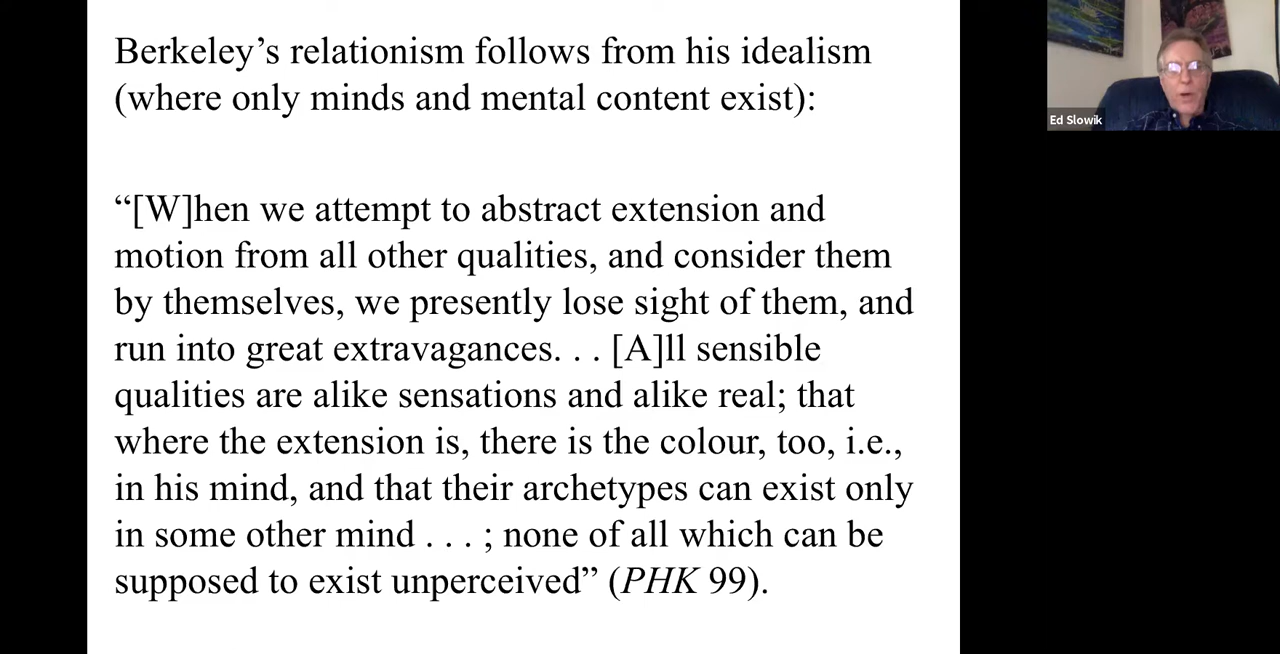 Berkeley’s relationism follows from his idealism
(where only minds and mental content exist):
“[W]hen we attempt to abstract extension and
motion from all other qualities, and consider them
by themselves, we presently lose sight of them, and
run into great extravagances. . . [A]ll sensible
qualities are alike sensations and alike real; that
where the extension is, there is the colour, too, i.e.,
in his mind, and that their archetypes can exist only
in some other mind . . . ; none of all which can be
supposed to exist unperceived” (PHK 99).
Ed Slowik